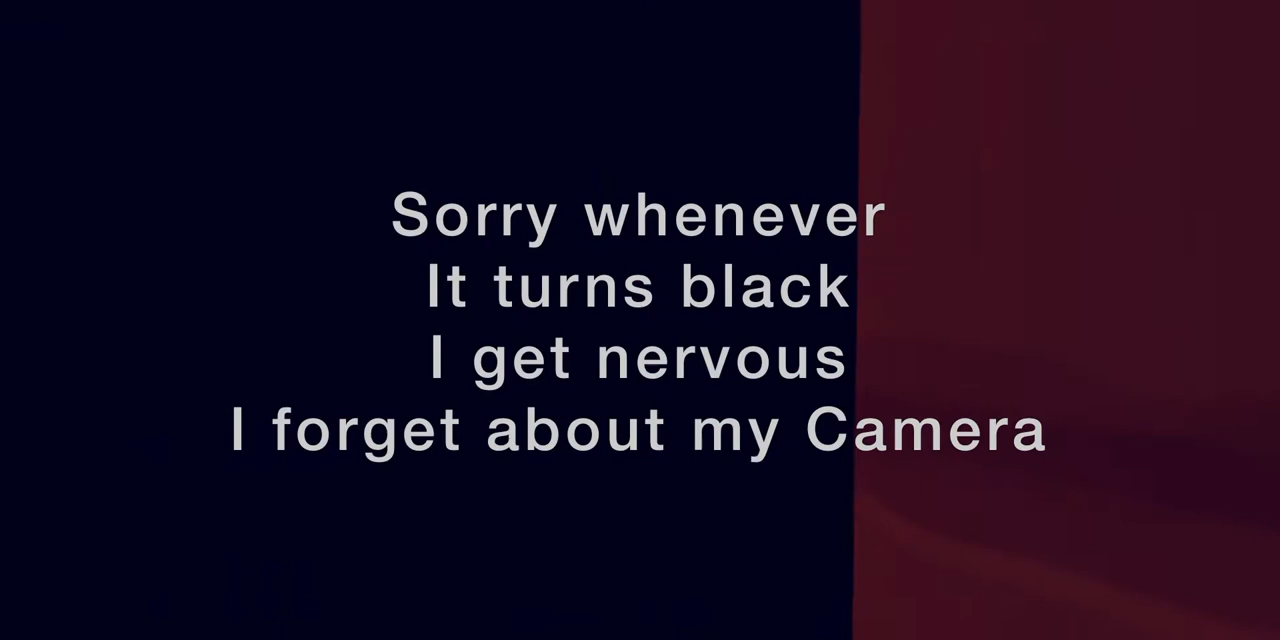 Sorry whenever
It turns black
I get nervous
I forget about my Camera